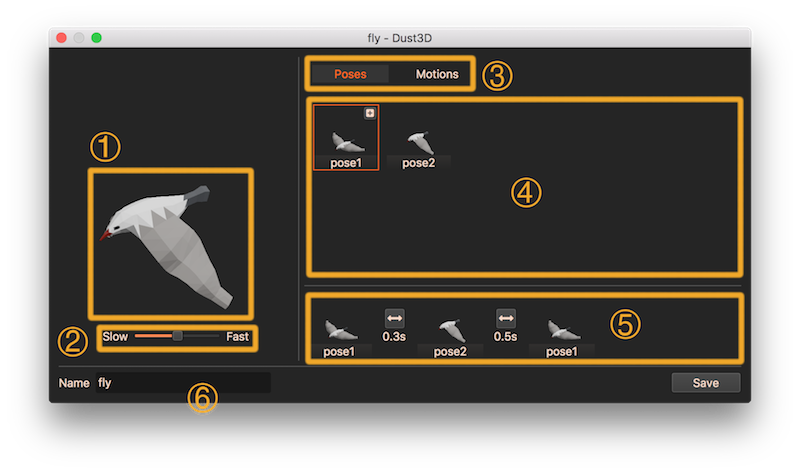 fly - Dust3D
Poses Motions ③
①
pose1 pose2
④
② Slow Fast
0.3s 0.5s ⑤
pose1 pose2 pose1
Name fly ⑥ Save